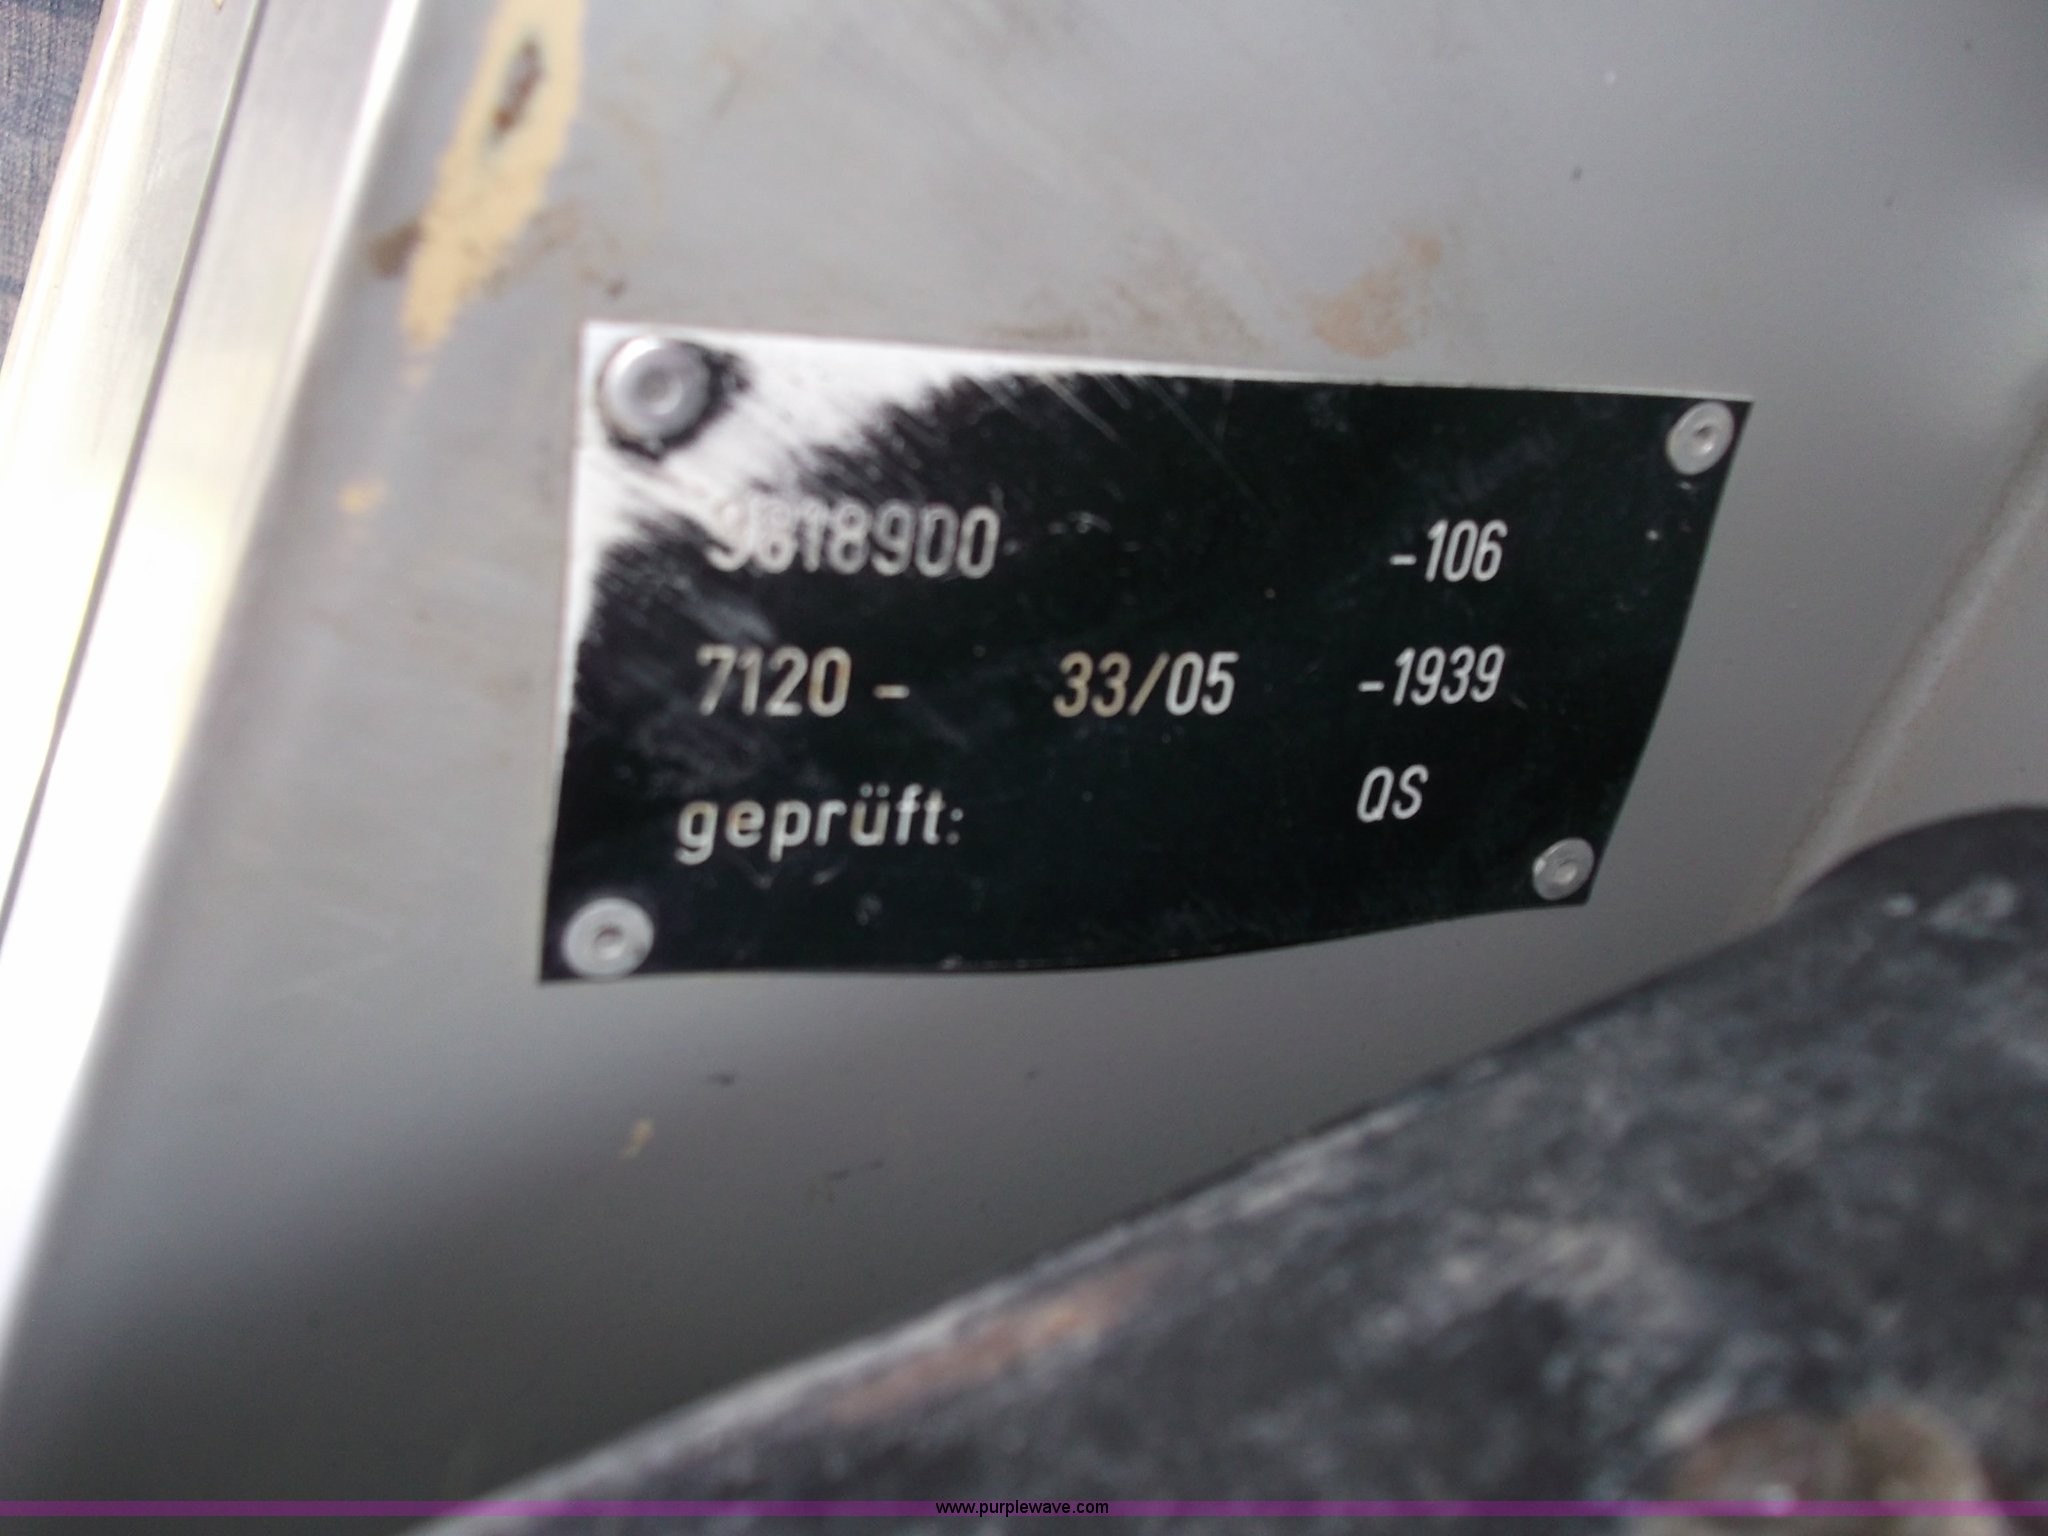 9818900 -106
7120 - 33/05 -1939
geprüft: QS
www.purplewave.com